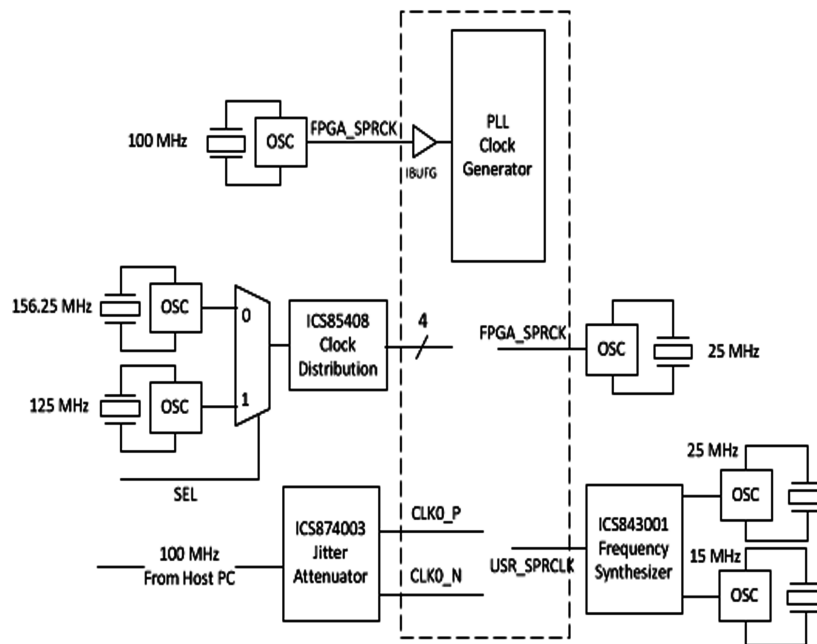 100 MHz
OSC
FPGA_SPRCK
IBUFG
PLL
Clock
Generator
156.25 MHz
OSC
0
125 MHz
OSC
1
SEL
ICS85408
Clock
Distribution
4
FPGA_SPRCK
OSC
25 MHz
100 MHz
From Host PC
ICS874003
Jitter
Attenuator
CLK0_P
CLK0_N
USR_SPRCLK
ICS843001
Frequency
Synthesizer
25 MHz
OSC
15 MHz
OSC